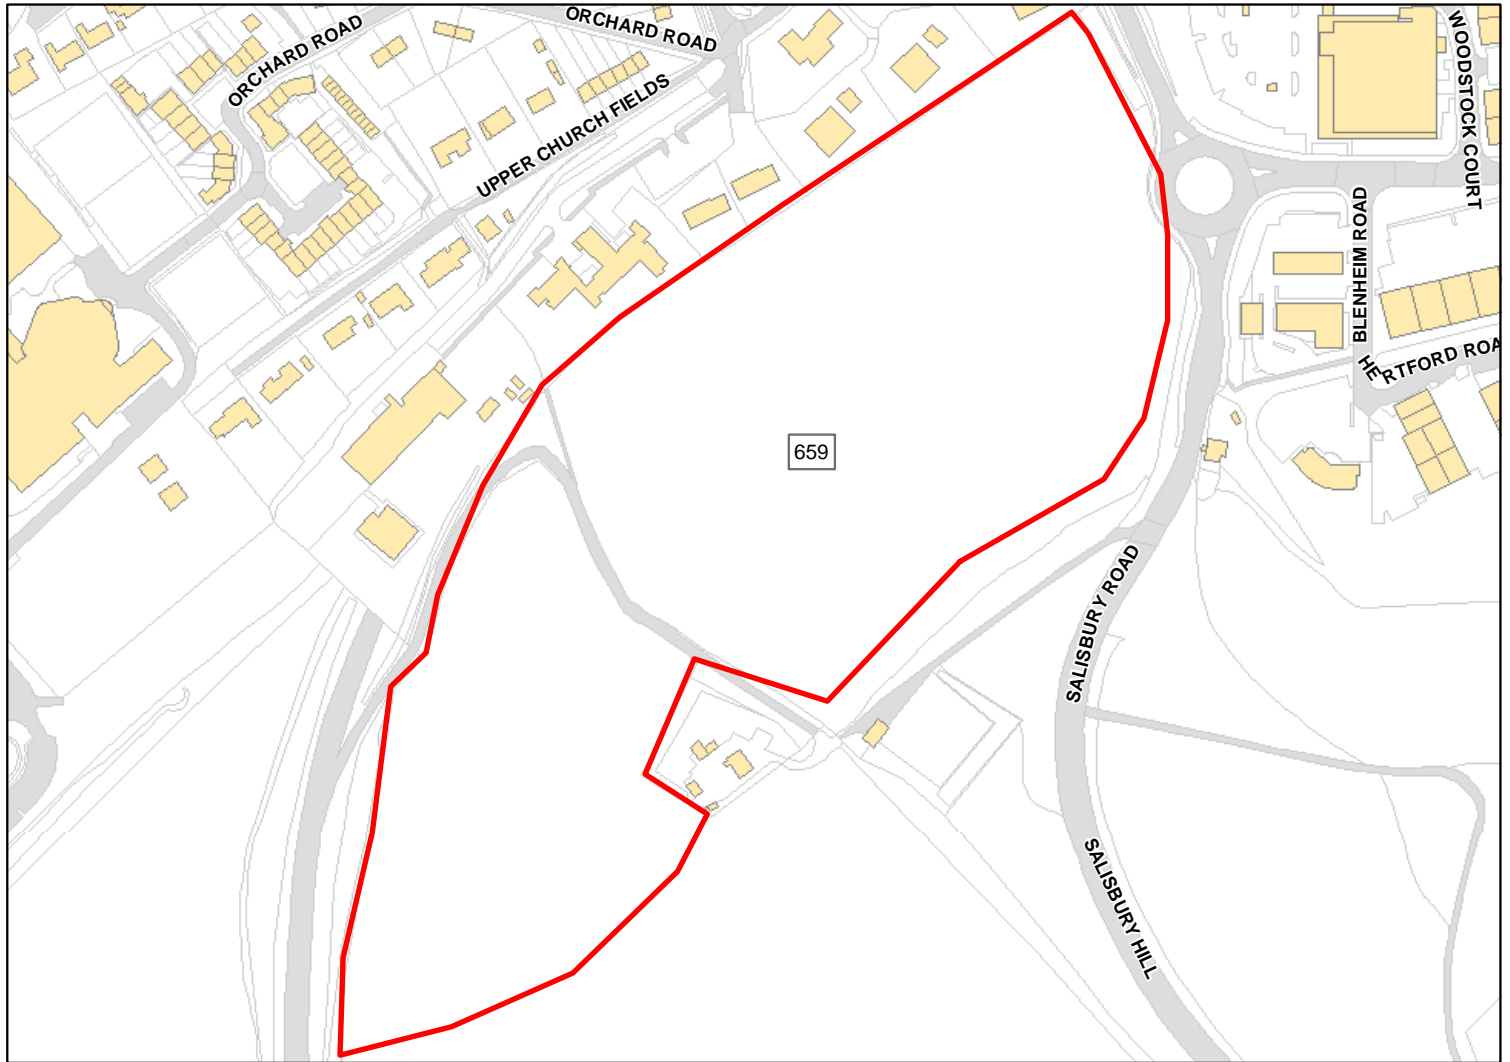 ORCHARD ROAD
ORCHARD ROAD
WOODSTOCK COURT
UPPER CHURCH FIELDS
BLENHEIM ROAD
HERTFORD ROA
659
SALISBURY ROAD
SALISBURY HILL